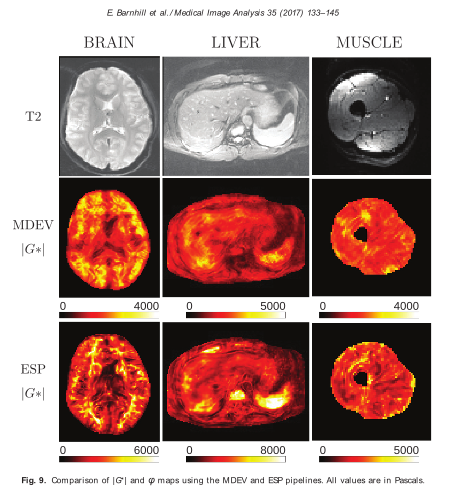 E. Barnhill et al. / Medical Image Analysis 35 (2017) 133–145
BRAIN LIVER MUSCLE
T2
MDEV
|G∗|
0 4000 0 5000 0 4000
ESP
|G∗|
0 6000 0 8000 0 5000
Fig. 9. Comparison of |G*| and φ maps using the MDEV and ESP pipelines. All values are in Pascals.